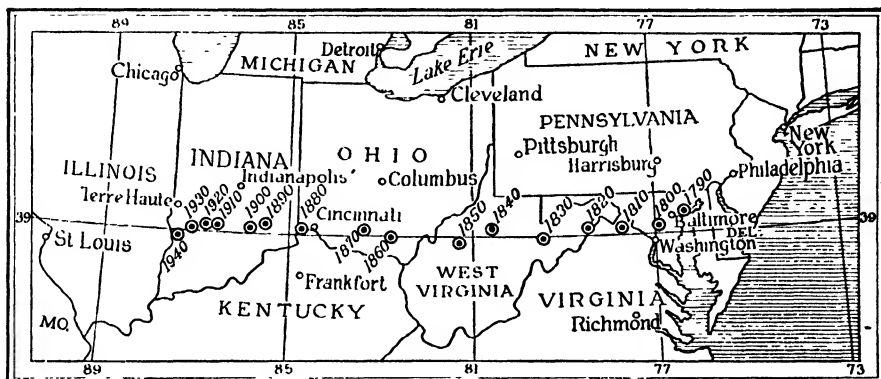 89 85 81 77 73
NEW YORK
Detroit
MICHIGAN
Lake Erie
Chicago
Cleveland
PENNSYLVANIA
New York
Pittsburgh
Harrisburg
INDIANA
OHIO
ILLINOIS
Indianapolis
Columbus
Philadelphia
Terre Haute
1940 1930 1920 1910 1900 1890 1880 1870 1860 1850 1840 1830 1820 1810 1800 1790
39 39
Cincinnati
Baltimore
DEL.
St Louis
Washington
WEST VIRGINIA
Frankfort
KENTUCKY
VIRGINIA
Richmond
MO.
89 85 81 77 73